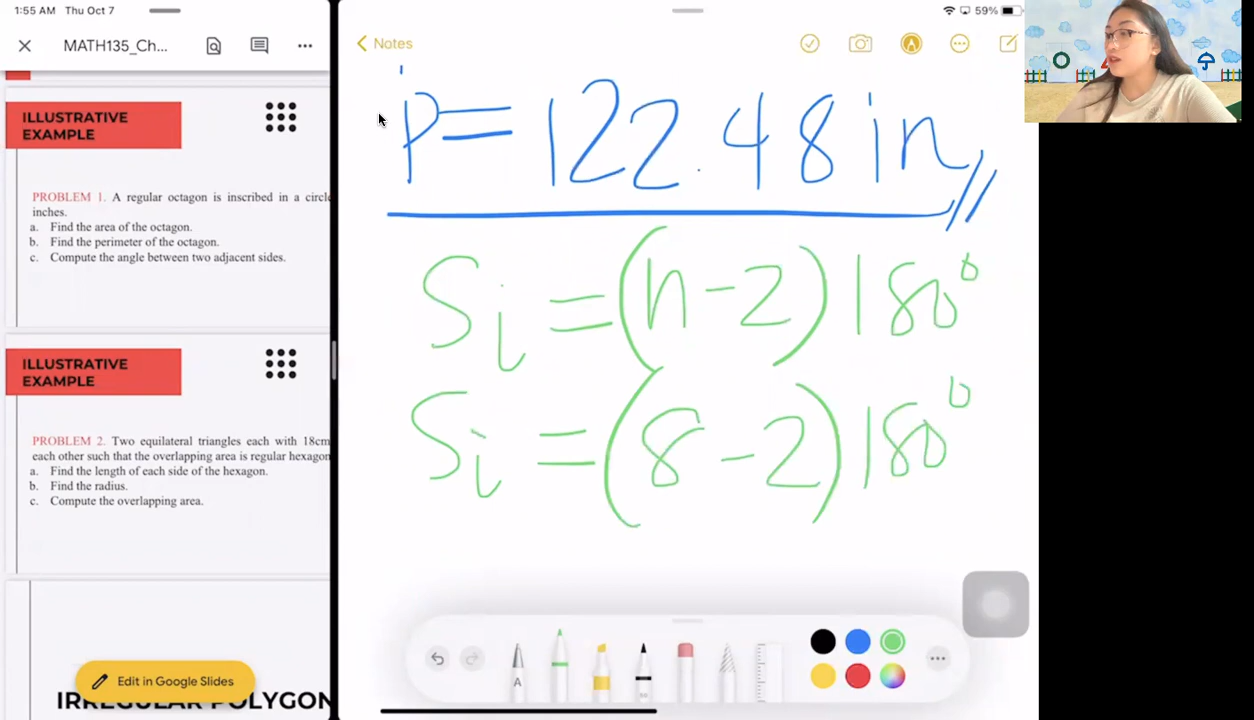 1:55 AM Thu Oct 7
59%
MATH135_Ch...
ILLUSTRATIVE
EXAMPLE
PROBLEM 1. A regular octagon is inscribed in a circl
inches.
a. Find the area of the octagon.
b. Find the perimeter of the octagon.
c. Compute the angle between two adjacent sides.
ILLUSTRATIVE
EXAMPLE
PROBLEM 2. Two equilateral triangles each with 18cm
each other such that the overlapping area is regular hexagon
a. Find the length of each side of the hexagon.
b. Find the radius.
c. Compute the overlapping area.
Edit in Google Slides
IRREGULAR POLYGON
Notes
P = 122.48 in
Si = (n-2) 180°
Si = (8-2) 180°
A